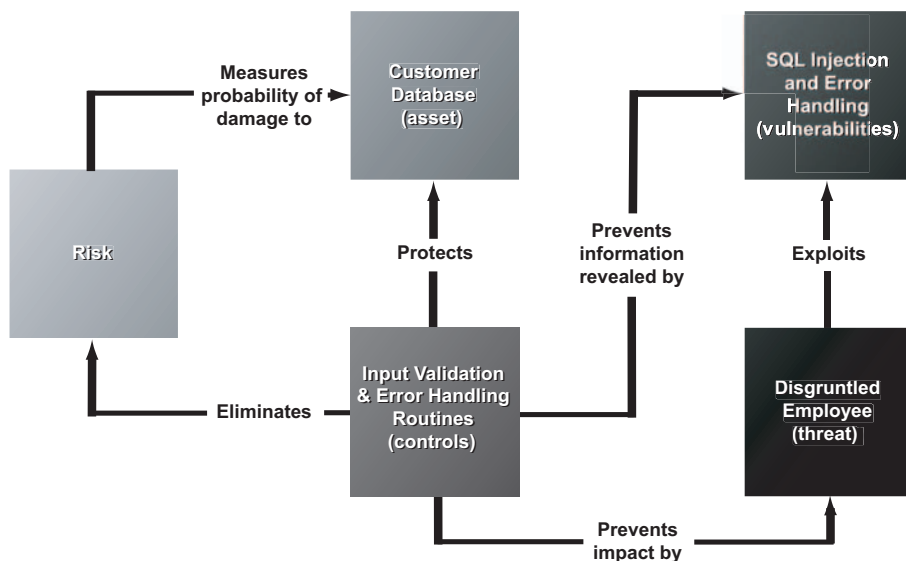 Measures
probability of
damage to
Customer
Database
(asset)
SQL Injection
and Error
Handling
(vulnerabilities)
Risk
Protects
Prevents
information
revealed by
Exploits
Eliminates
Input Validation
& Error Handling
Routines
(controls)
Disgruntled
Employee
(threat)
Prevents
impact by